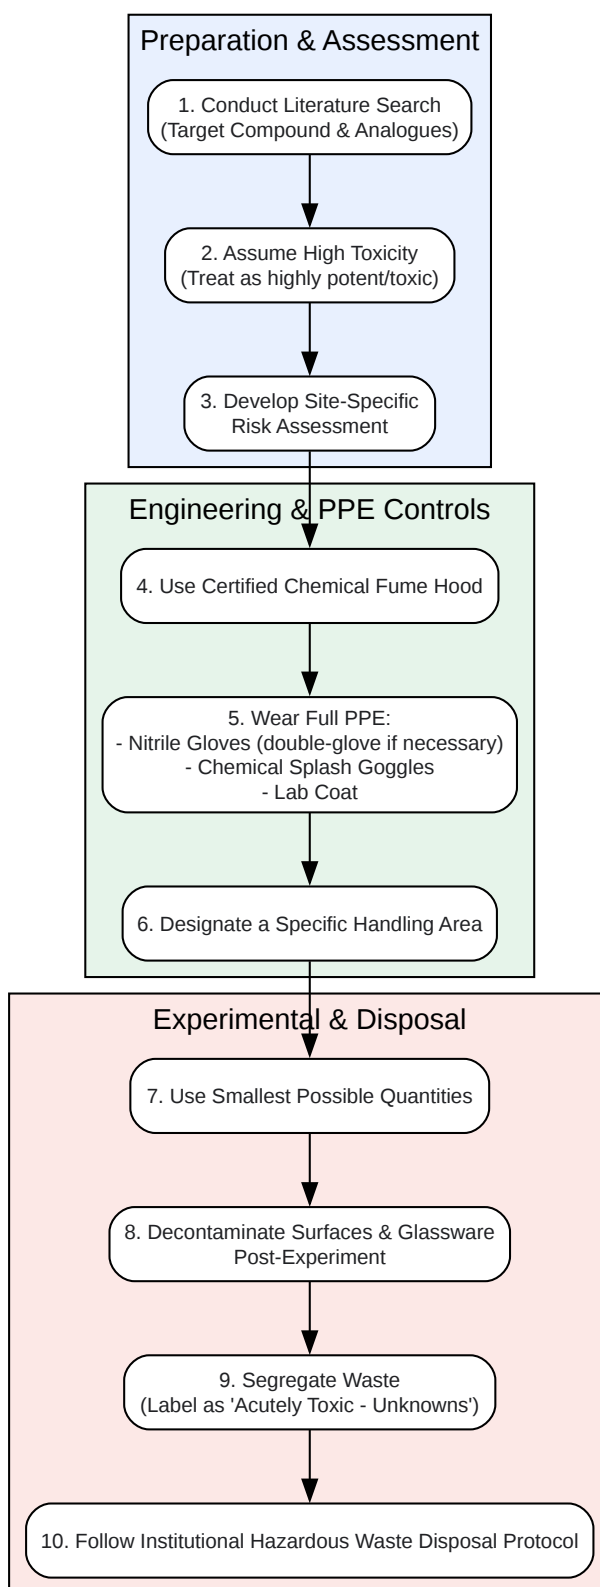 Preparation & Assessment
1. Conduct Literature Search
(Target Compound & Analogues)
2. Assume High Toxicity
(Treat as highly potent/toxic)
3. Develop Site-Specific
Risk Assessment
Engineering & PPE Controls
4. Use Certified Chemical Fume Hood
5. Wear Full PPE:
- Nitrile Gloves (double-glove if necessary)
- Chemical Splash Goggles
- Lab Coat
6. Designate a Specific Handling Area
Experimental & Disposal
7. Use Smallest Possible Quantities
8. Decontaminate Surfaces & Glassware
Post-Experiment
9. Segregate Waste
(Label as 'Acutely Toxic - Unknowns')
10. Follow Institutional Hazardous Waste Disposal Protocol